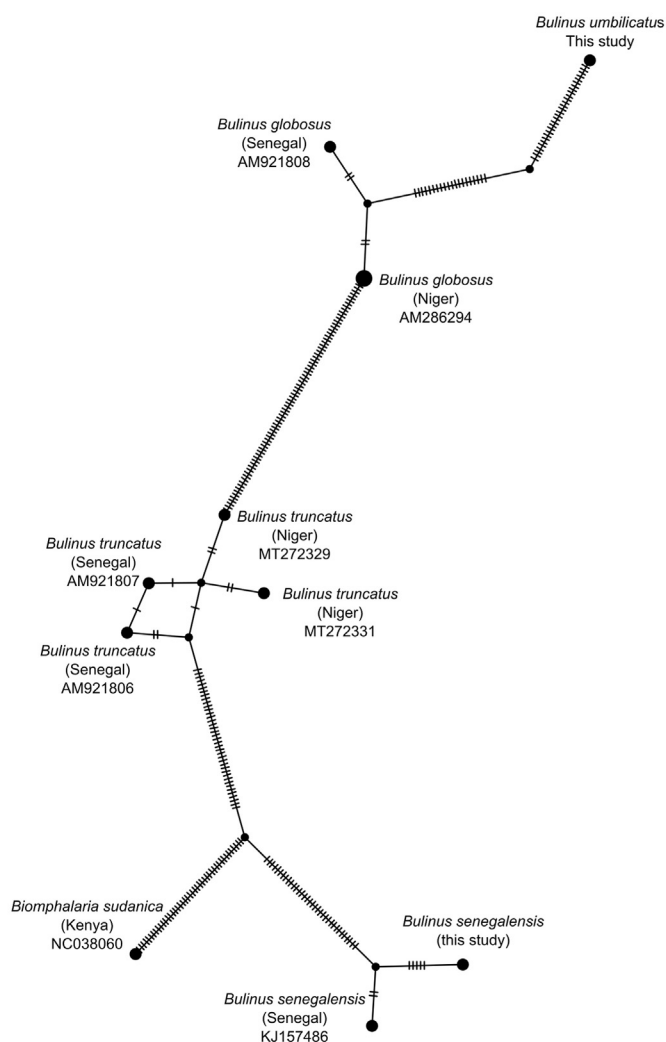 Bulinus umbilicatus
This study
Bulinus globosus
(Senegal)
AM921808
Bulinus globosus
(Niger)
AM286294
Bulinus truncatus
(Niger)
MT272329
Bulinus truncatus
(Senegal)
AM921807
Bulinus truncatus
(Niger)
MT272331
Bulinus truncatus
(Senegal)
AM921806
Biomphalaria sudanica
(Kenya)
NC038060
Bulinus senegalensis
(this study)
Bulinus senegalensis
(Senegal)
KJ157486